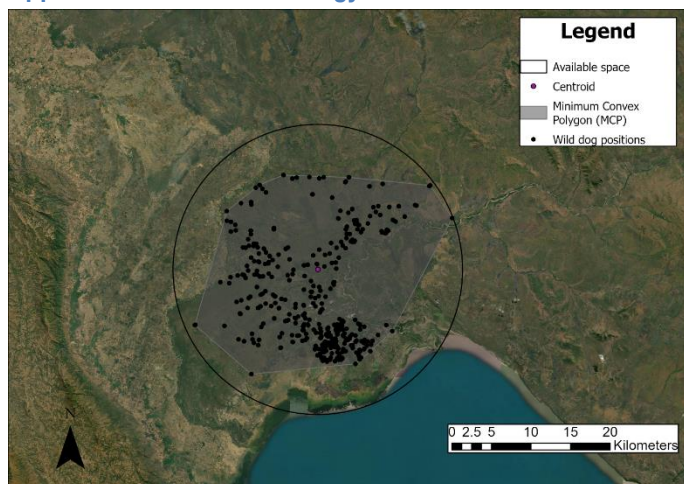 Legend
Available space
Centroid
Minimum Convex
Polygon (MCP)
Wild dog positions
N
0 2.5 5 10 15 20
Kilometers